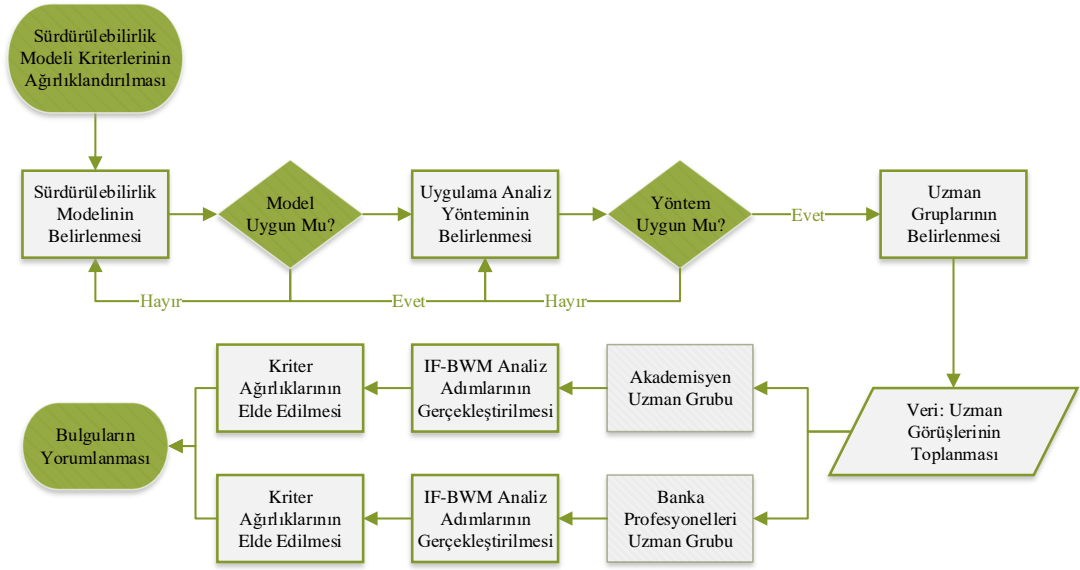 Sürdürülebilirlik
Modeli Kriterlerinin
Ağırlıklandırılması
Sürdürülebilirlik
Modelinin
Belirlenmesi
Model
Uygun Mu?
Uygulama Analiz
Yönteminin
Belirlenmesi
Yöntem
Uygun Mu?
Evet
Uzman
Gruplarının
Belirlenmesi
Hayır
Evet
Hayır
Veri: Uzman
Görüşlerinin
Toplanması
Akademisyen
Uzman Grubu
IF-BWM Analiz
Adımlarının
Gerçekleştirilmesi
Kriter
Ağırlıklarının
Elde Edilmesi
Banka
Profesyonelleri
Uzman Grubu
IF-BWM Analiz
Adımlarının
Gerçekleştirilmesi
Kriter
Ağırlıklarının
Elde Edilmesi
Bulguların
Yorumlanması